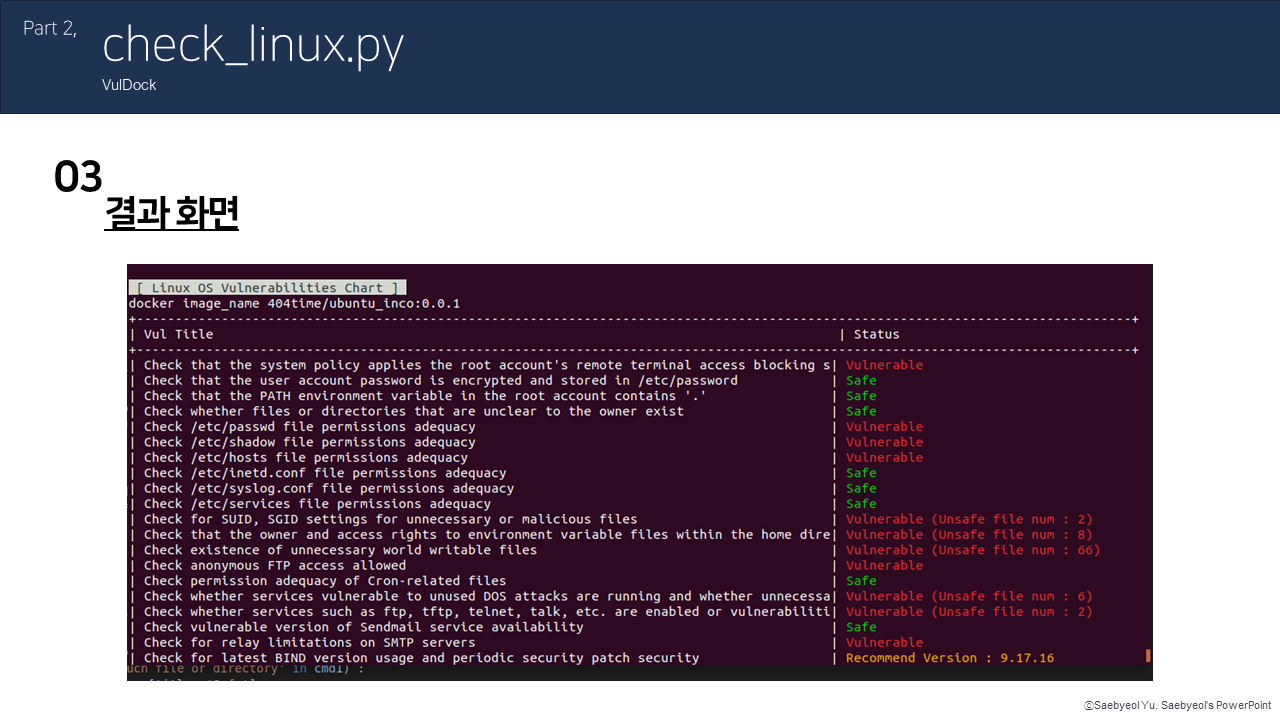 Part 2,
check_linux.py
VulDock
03
결과 화면
[ Linux OS Vulnerabilities Chart ]
docker image_name 404time/ubuntu_inco:0.0.1
| Vul Title | Status
| Check that the system policy applies the root account's remote terminal access blocking s| Vulnerable
| Check that the user account password is encrypted and stored in /etc/password | Safe
| Check that the PATH environment variable in the root account contains '.' | Safe
| Check whether files or directories that are unclear to the owner exist | Safe
| Check /etc/passwd file permissions adequacy | Vulnerable
| Check /etc/shadow file permissions adequacy | Vulnerable
| Check /etc/hosts file permissions adequacy | Vulnerable
| Check /etc/inetd.conf file permissions adequacy | Safe
| Check /etc/syslog.conf file permissions adequacy | Safe
| Check /etc/services file permissions adequacy | Safe
| Check for SUID, SGID settings for unnecessary or malicious files | Vulnerable (Unsafe file num : 2)
| Check that the owner and access rights to environment variable files within the home dire| Vulnerable (Unsafe file num : 8)
| Check existence of unnecessary world writable files | Vulnerable (Unsafe file num : 66)
| Check anonymous FTP access allowed | Vulnerable
| Check permission adequacy of Cron-related files | Safe
| Check whether services vulnerable to unused DOS attacks are running and whether unnecessa| Vulnerable (Unsafe file num : 6)
| Check whether services such as ftp, tftp, telnet, talk, etc. are enabled or vulnerabiliti| Vulnerable (Unsafe file num : 2)
| Check vulnerable version of Sendmail service availability | Safe
| Check for relay limitations on SMTP servers | Vulnerable
| Check for latest BIND version usage and periodic security patch security | Recommend Version : 9.17.16
uch file or directory' in cmd1) :
ⓒSaebyeol Yu. Saebyeol's PowerPoint